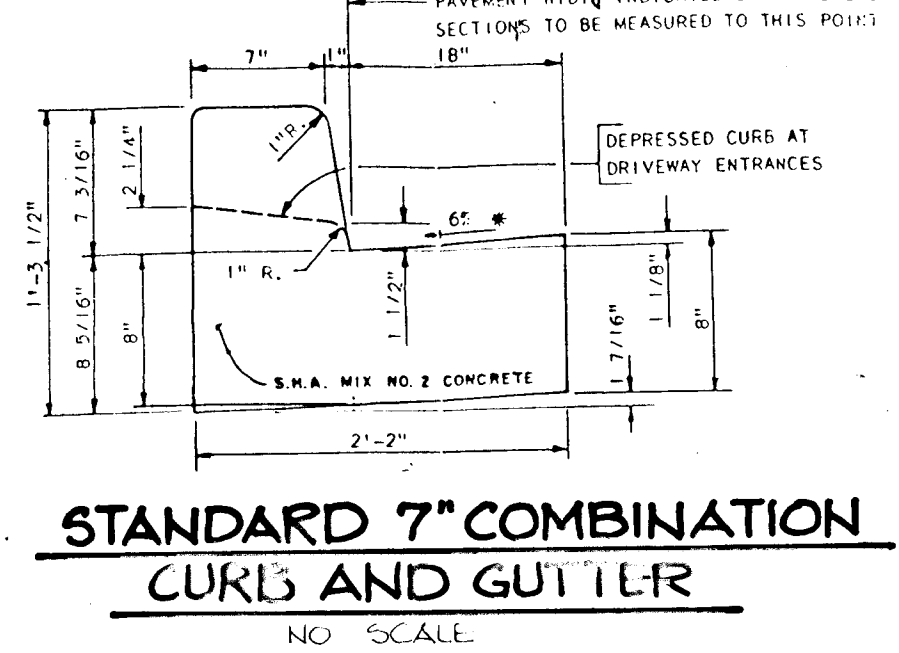 PAVEMENT
SECTIONS TO BE MEASURED TO THIS POINT
7"
1"
18"
1"R.
DEPRESSED CURB AT
DRIVEWAY ENTRANCES
1'-3 1/2"
7 3/16"
2 1/4"
6% *
1" R.
8 5/16"
8"
1 1/2"
1 7/16"
1 1/8"
8"
S.H.A. MIX NO. 2 CONCRETE
2'-2"
STANDARD 7" COMBINATION
CURB AND GUTTER
NO SCALE